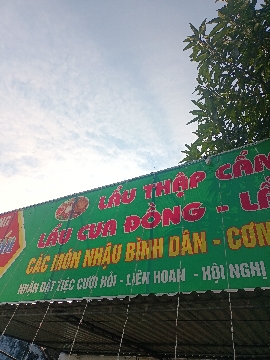 LẨU THẬP CẨM
LẨU CUA ĐỒNG - LẨ
CÁC MÓN NHẬU BÌNH DÂN - CƠM
NHẬN ĐẶT TIỆC CƯỚI HỎI - LIÊN HOAN - HỘI NGHỊ